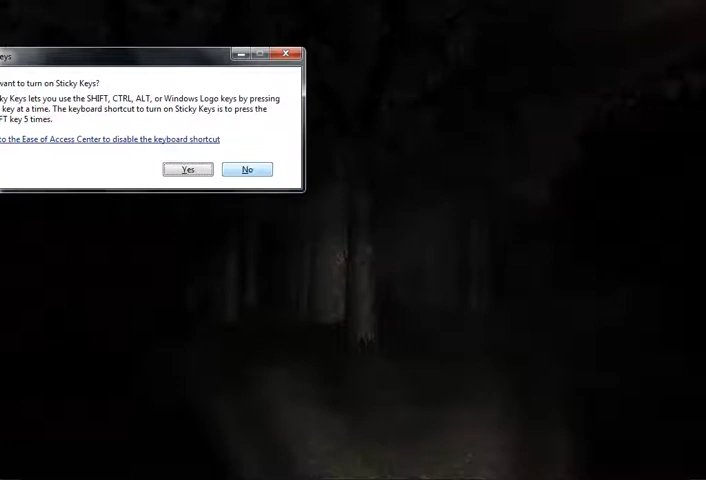 eys
want to turn on Sticky Keys?
ky Keys lets you use the SHIFT, CTRL, ALT, or Windows Logo keys by pressing
key at a time. The keyboard shortcut to turn on Sticky Keys is to press the
FT key 5 times.
to the Ease of Access Center to disable the keyboard shortcut
Yes
No